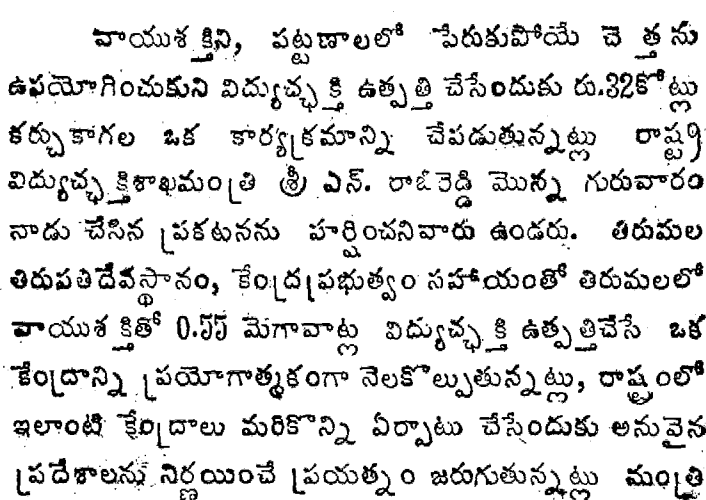 వాయుశక్తిని, పట్టణాలలో పేరుకుపోయే చెత్తను
ఉపయోగించుకుని విద్యుచ్ఛక్తి ఉత్పత్తి చేసేందుకు రు.32కోట్లు
కర్చుకాగల ఒక కార్యక్రమాన్ని చేపడుతున్నట్లు రాష్ట్ర
విద్యుచ్ఛక్తిశాఖమంత్రి శ్రీ ఎన్. రాఘవరెడ్డి మొన్న గురువారం
నాడు చేసిన ప్రకటనను హర్షించనివారు ఉండరు. తిరుమల
తిరుపతిదేవస్థానం, కేంద్రప్రభుత్వం సహాయంతో తిరుమలలో
వాయుశక్తితో 0.55 మెగావాట్ల విద్యుచ్ఛక్తి ఉత్పత్తిచేసే ఒక
కేంద్రాన్ని ప్రయోగాత్మకంగా నెలకొల్పుతున్నట్లు, రాష్ట్రంలో
ఇలాంటి కేంద్రాలు మరికొన్ని ఏర్పాటు చేసేందుకు అనువైన
ప్రదేశాలను నిర్ణయించే ప్రయత్నం జరుగుతున్నట్లు మంత్రి